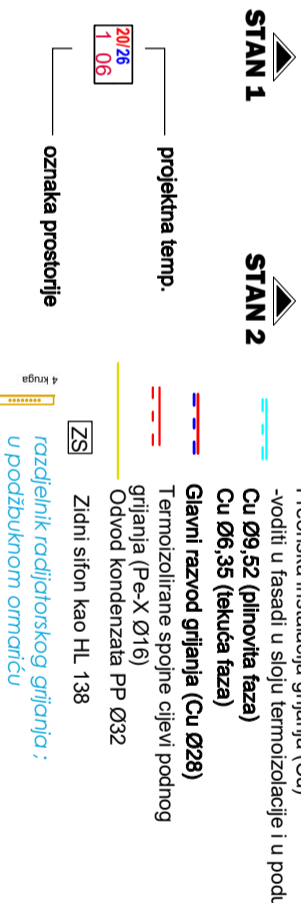 STAN 1
STAN 2
20/26
1 06
projektna temp.
oznaka prostorije
-voditi u fasadi u sloju termoizolacije i u podu
Cu Ø9,52 (plinovita faza)
Cu Ø6,35 (tekuća faza)
Glavni razvod grijanja (Cu Ø28)
Termoizolirane spojne cijevi podnog
grijanja (Pe-X Ø16)
Odvod kondenzata PP Ø32
ZS Zidni sifon kao HL 138
4 kruga
razdjelnik radijatorskog grijanja ;
u podžbuknom ormariću